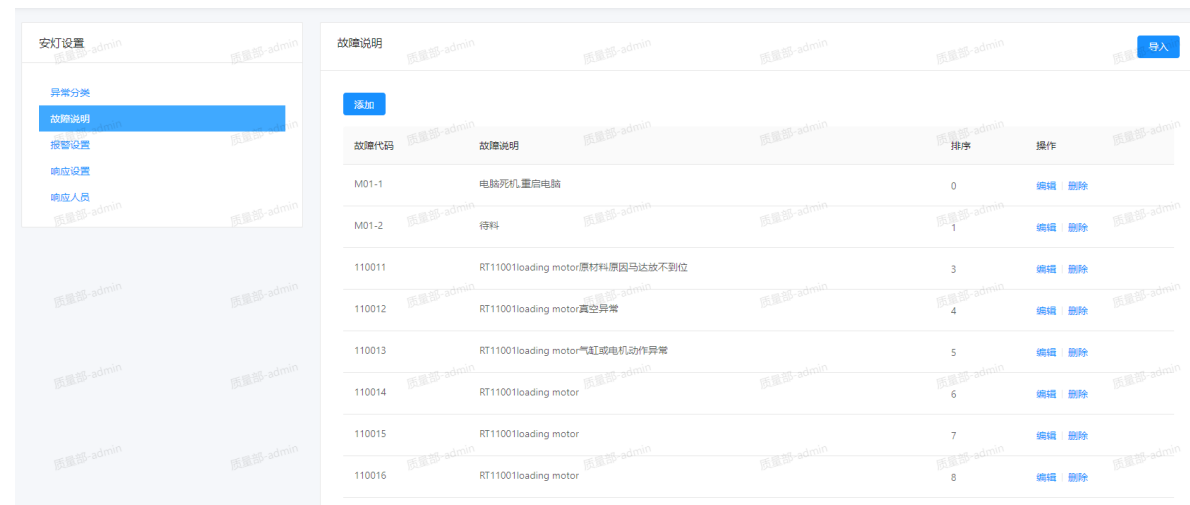 安灯设置
异常分类
故障说明
报警设置
响应设置
响应人员
故障说明 导入
添加
故障代码 故障说明 排序 操作
M01-1 电脑死机,重启电脑 0 编辑 删除
M01-2 待料 1 编辑 删除
110011 RT11001loading motor原材料原因马达放不到位 3 编辑 删除
110012 RT11001loading motor真空异常 4 编辑 删除
110013 RT11001loading motor气缸或电机动作异常 5 编辑 删除
110014 RT11001loading motor 6 编辑 删除
110015 RT11001loading motor 7 编辑 删除
110016 RT11001loading motor 8 编辑 删除
质量部-admin